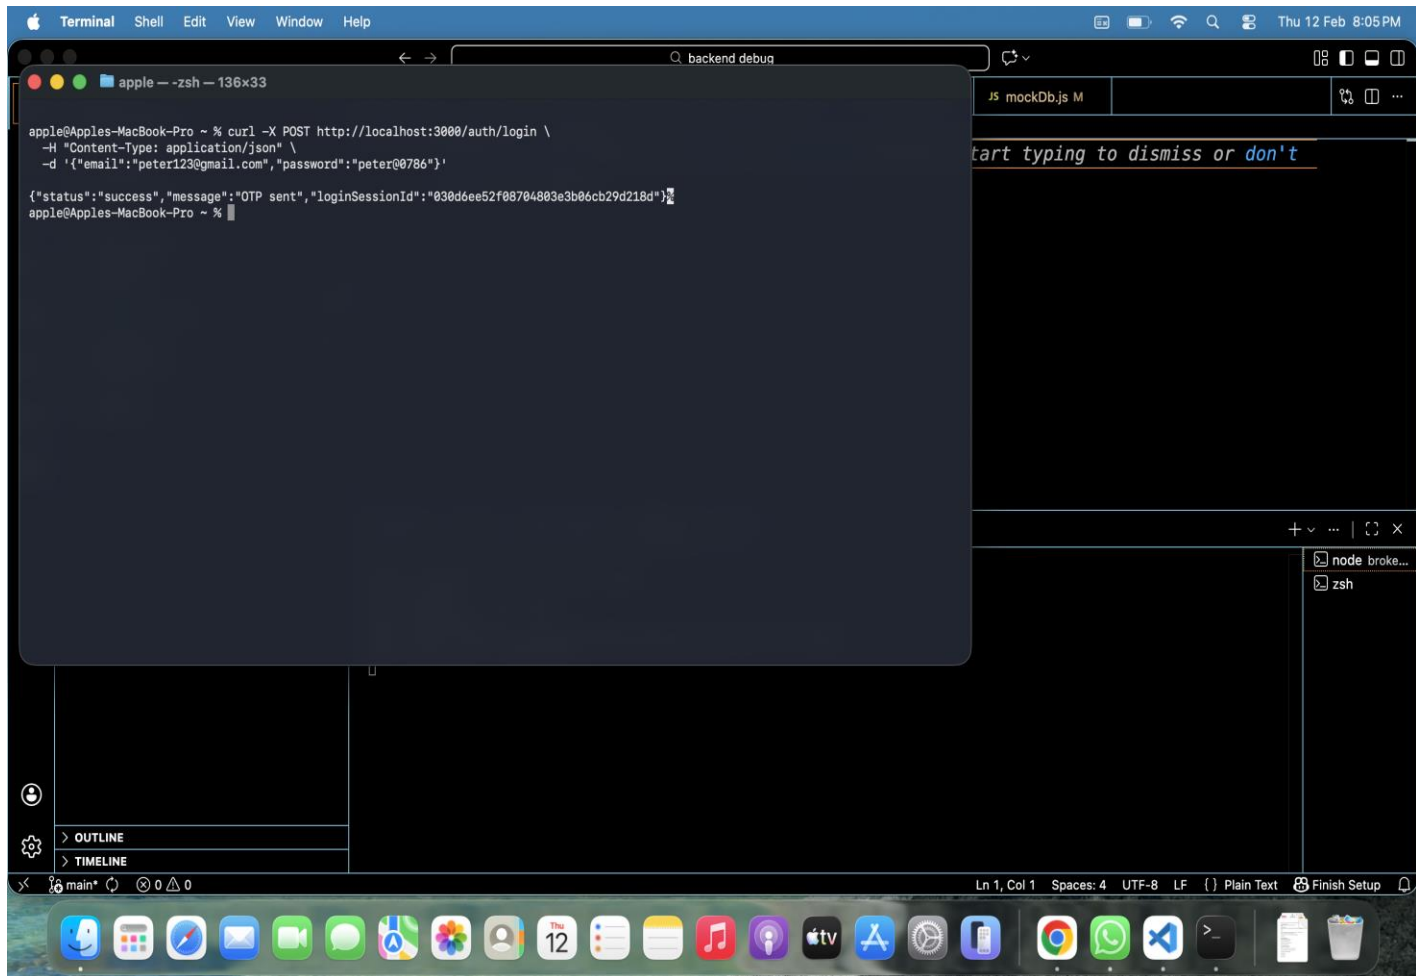 Terminal Shell Edit View Window Help
Thu 12 Feb 8:05 PM
backend debug
apple — -zsh — 136×33
JS mockDb.js M
apple@Apples-MacBook-Pro ~ % curl -X POST http://localhost:3000/auth/login \
-H "Content-Type: application/json" \
-d '{"email":"peter123@gmail.com","password":"peter@0786"}'
tart typing to dismiss or don't
{"status":"success","message":"OTP sent","loginSessionId":"030d6ee52f08704803e3b06cb29d218d"}%
apple@Apples-MacBook-Pro ~ %
node broke...
zsh
OUTLINE
TIMELINE
main* 0 0
Ln 1, Col 1 Spaces: 4 UTF-8 LF { } Plain Text Finish Setup
Thu
12
tv